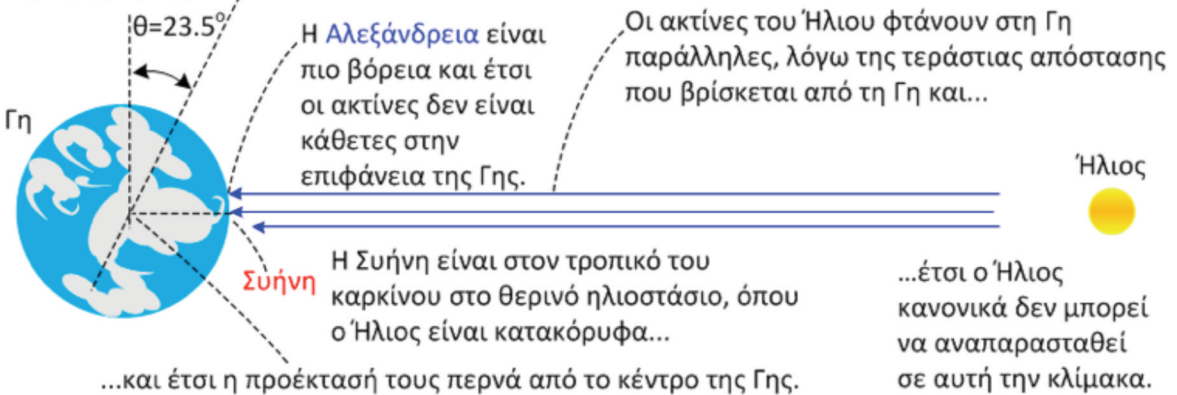 θ=23.5°
Γη
Η Αλεξάνδρεια είναι
πιο βόρεια και έτσι
οι ακτίνες δεν είναι
κάθετες στην
επιφάνεια της Γης.
Οι ακτίνες του Ήλιου φτάνουν στη Γη
παράλληλες, λόγω της τεράστιας απόστασης
που βρίσκεται από τη Γη και...
Ήλιος
Συήνη
Η Συήνη είναι στον τροπικό του
καρκίνου στο θερινό ηλιοστάσιο, όπου
ο Ήλιος είναι κατακόρυφα...
...έτσι ο Ήλιος
κανονικά δεν μπορεί
να αναπαρασταθεί
σε αυτή την κλίμακα.
...και έτσι η προέκτασή τους περνά από το κέντρο της Γης.